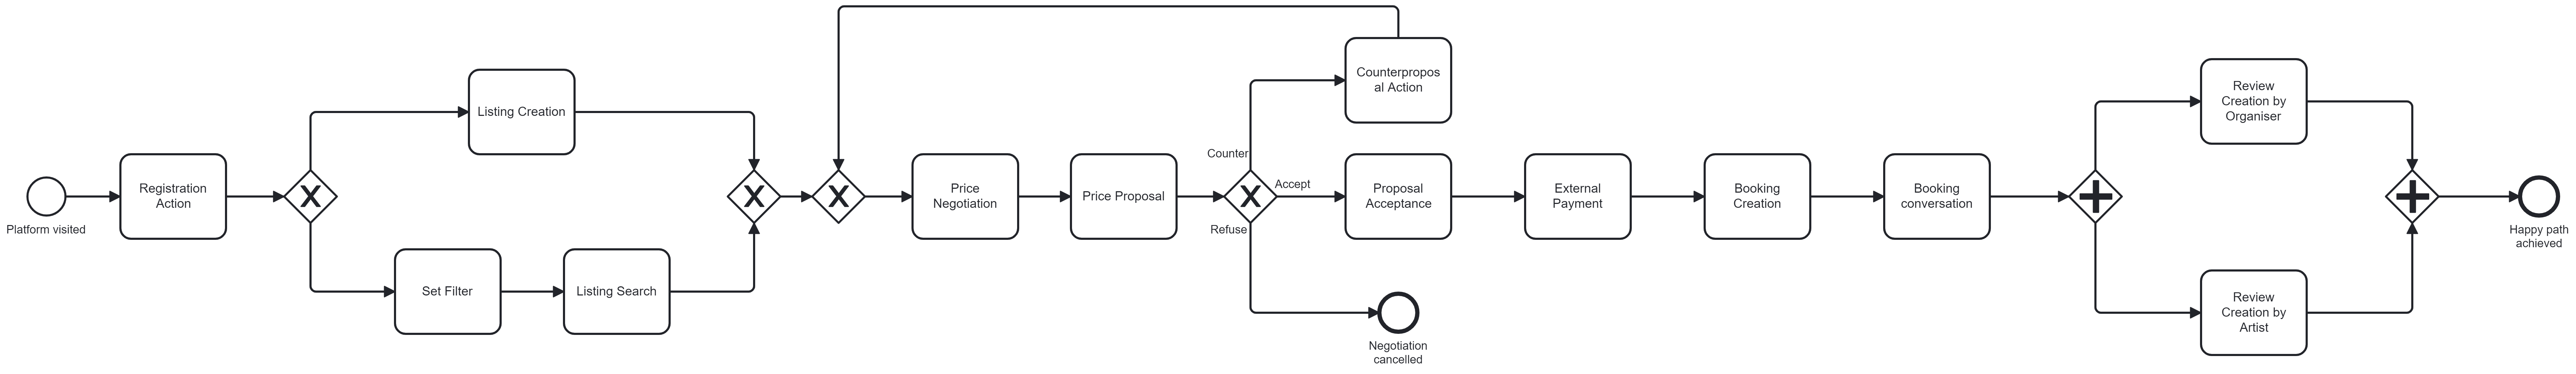 Platform visited
Registration
Action
Listing Creation
Set Filter
Listing Search
Price
Negotiation
Price Proposal
Counter
Accept
Refuse
Counterpropos
al Action
Proposal
Acceptance
Negotiation
cancelled
External
Payment
Booking
Creation
Booking
conversation
Review
Creation by
Organiser
Review
Creation by
Artist
Happy path
achieved